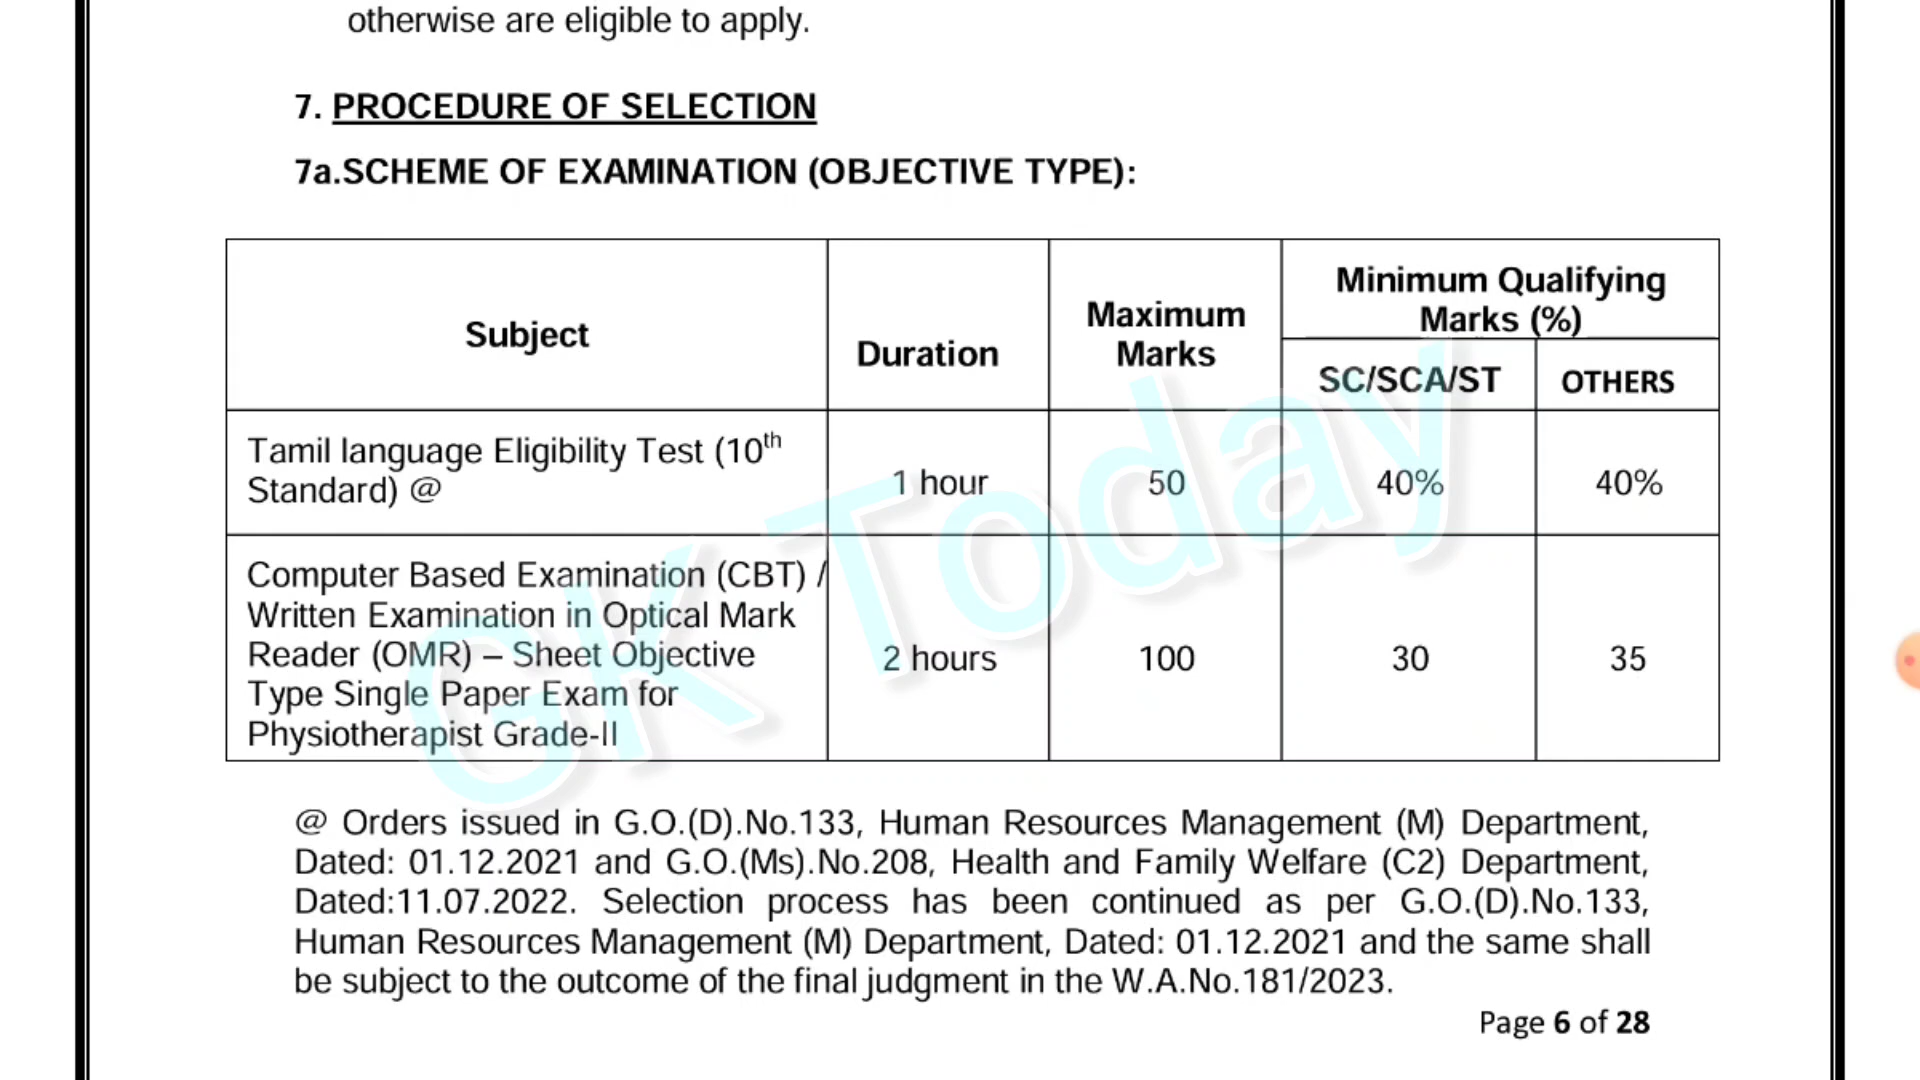 otherwise are eligible to apply.
7. PROCEDURE OF SELECTION
7a.SCHEME OF EXAMINATION (OBJECTIVE TYPE):
Subject
Duration
Maximum
Marks
Minimum Qualifying
Marks (%)
SC/SCA/ST
OTHERS
Tamil language Eligibility Test (10th
Standard) @
1 hour
50
40%
40%
Computer Based Examination (CBT) /
Written Examination in Optical Mark
Reader (OMR) – Sheet Objective
Type Single Paper Exam for
Physiotherapist Grade-II
2 hours
100
30
35
GK Today
@ Orders issued in G.O.(D).No.133, Human Resources Management (M) Department,
Dated: 01.12.2021 and G.O.(Ms).No.208, Health and Family Welfare (C2) Department,
Dated:11.07.2022. Selection process has been continued as per G.O.(D).No.133,
Human Resources Management (M) Department, Dated: 01.12.2021 and the same shall
be subject to the outcome of the final judgment in the W.A.No.181/2023.
Page 6 of 28